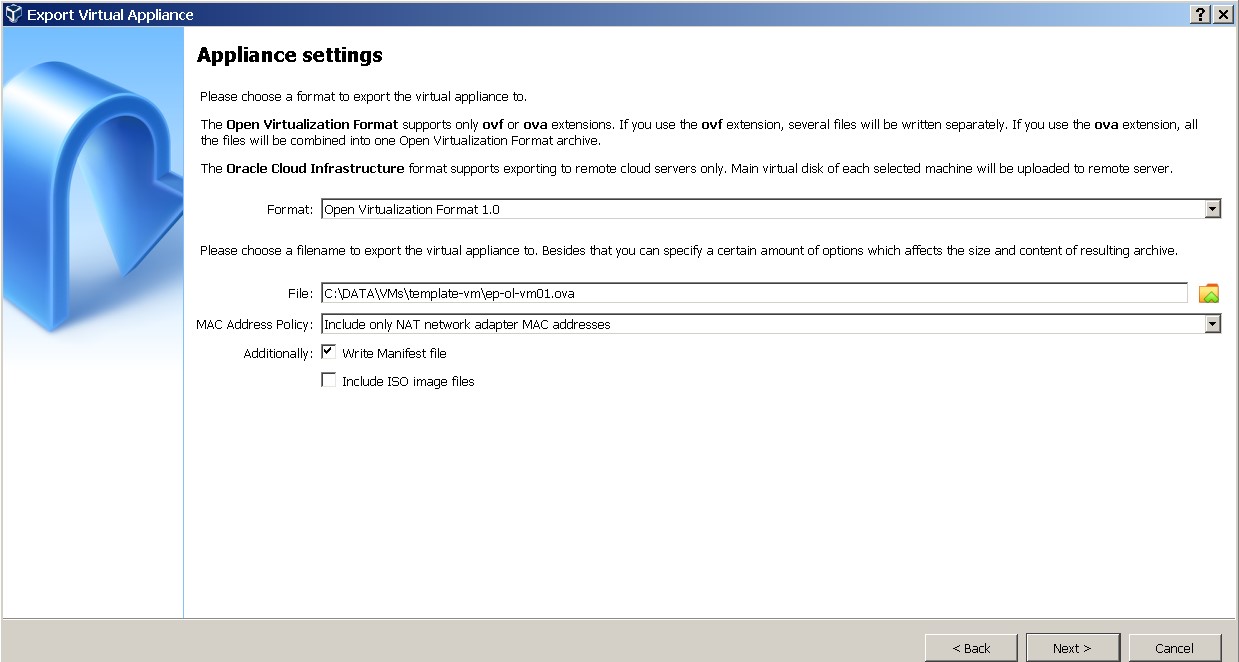 Export Virtual Appliance
Appliance settings
Please choose a format to export the virtual appliance to.
The Open Virtualization Format supports only ovf or ova extensions. If you use the ovf extension, several files will be written separately. If you use the ova extension, all
the files will be combined into one Open Virtualization Format archive.
The Oracle Cloud Infrastructure format supports exporting to remote cloud servers only. Main virtual disk of each selected machine will be uploaded to remote server.
Format: Open Virtualization Format 1.0
Please choose a filename to export the virtual appliance to. Besides that you can specify a certain amount of options which affects the size and content of resulting archive.
File: C:\DATA\VMs\template-vm\ep-ol-vm01.ova
MAC Address Policy: Include only NAT network adapter MAC addresses
Additionally: Write Manifest file
Include ISO image files
< Back Next > Cancel